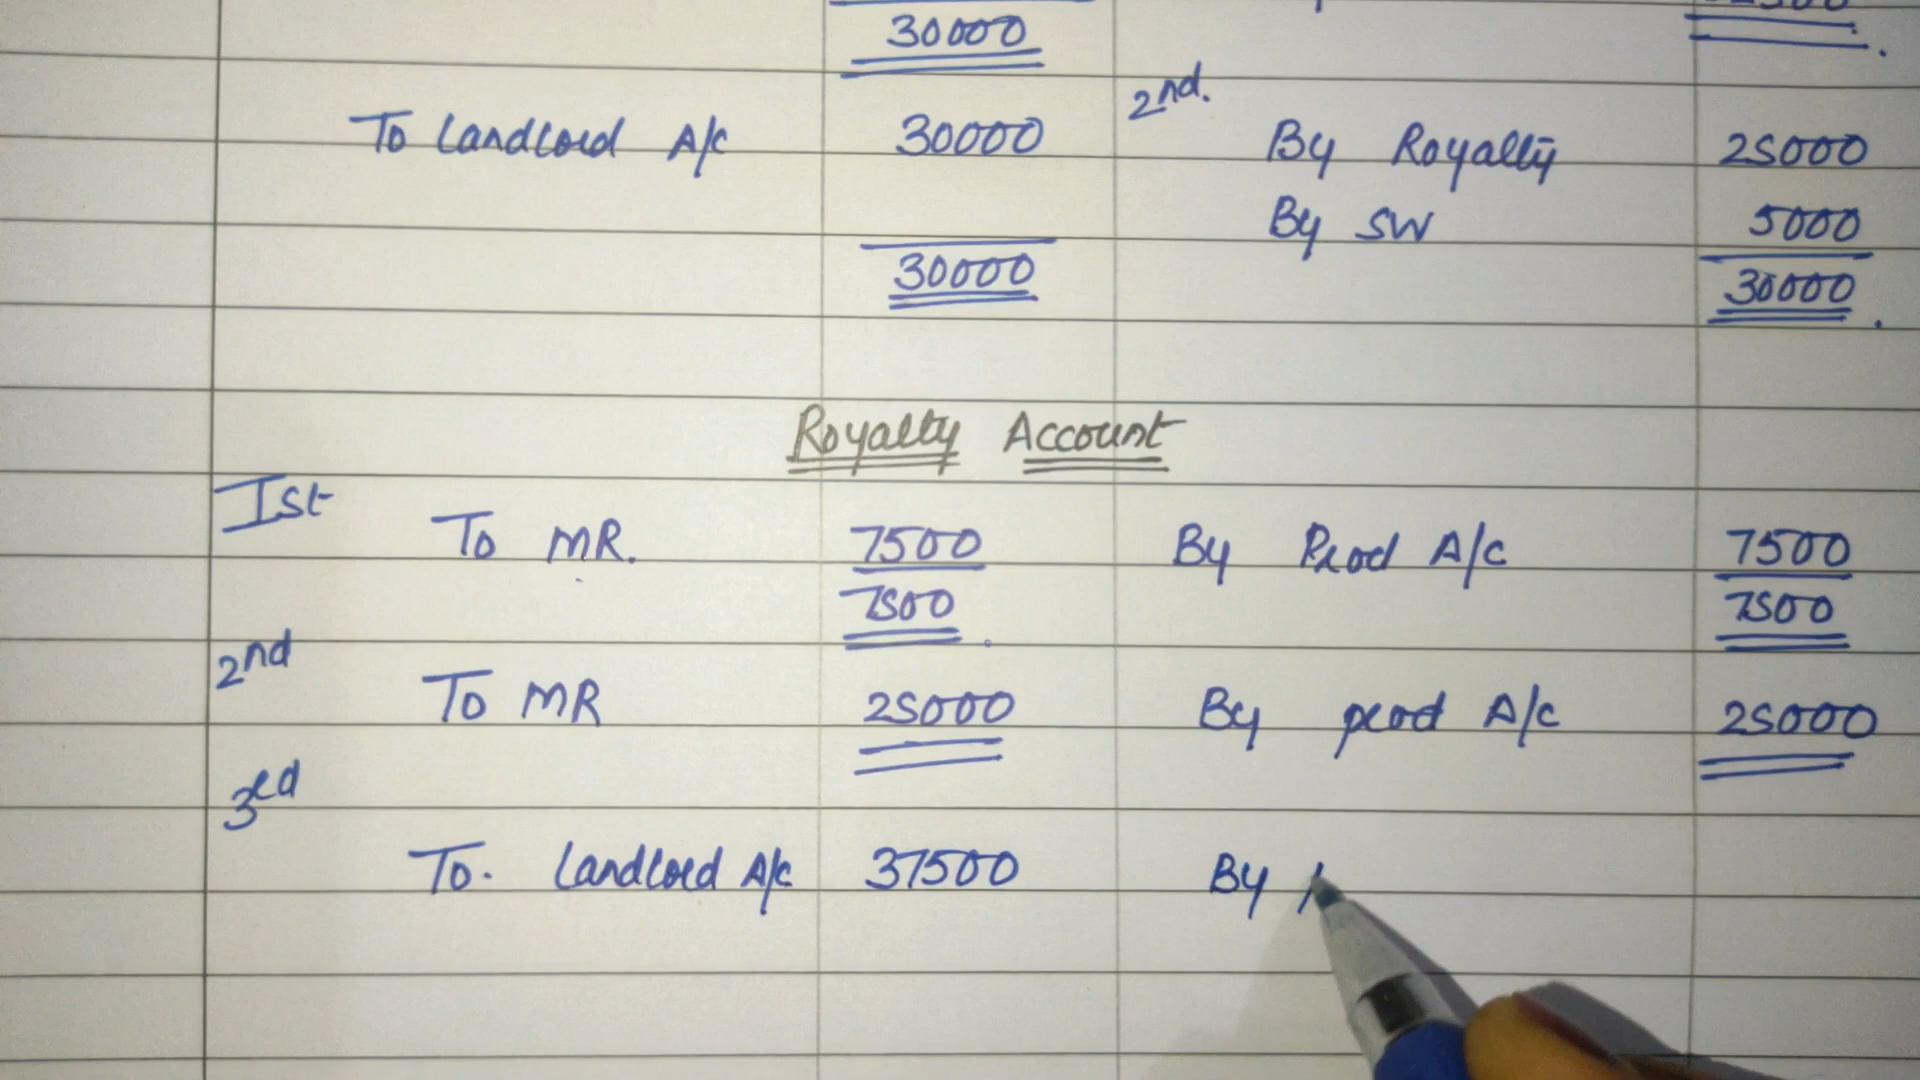 30000
To Landlord A/c 30000 2nd. By Royalty 25000
By SW 5000
30000 30000
Royalty Account
Ist
To MR. 7500 By Prod A/c 7500
7500 7500
2nd
To MR 25000 By prod A/c 25000
3rd
To. Landlord A/c 37500 By